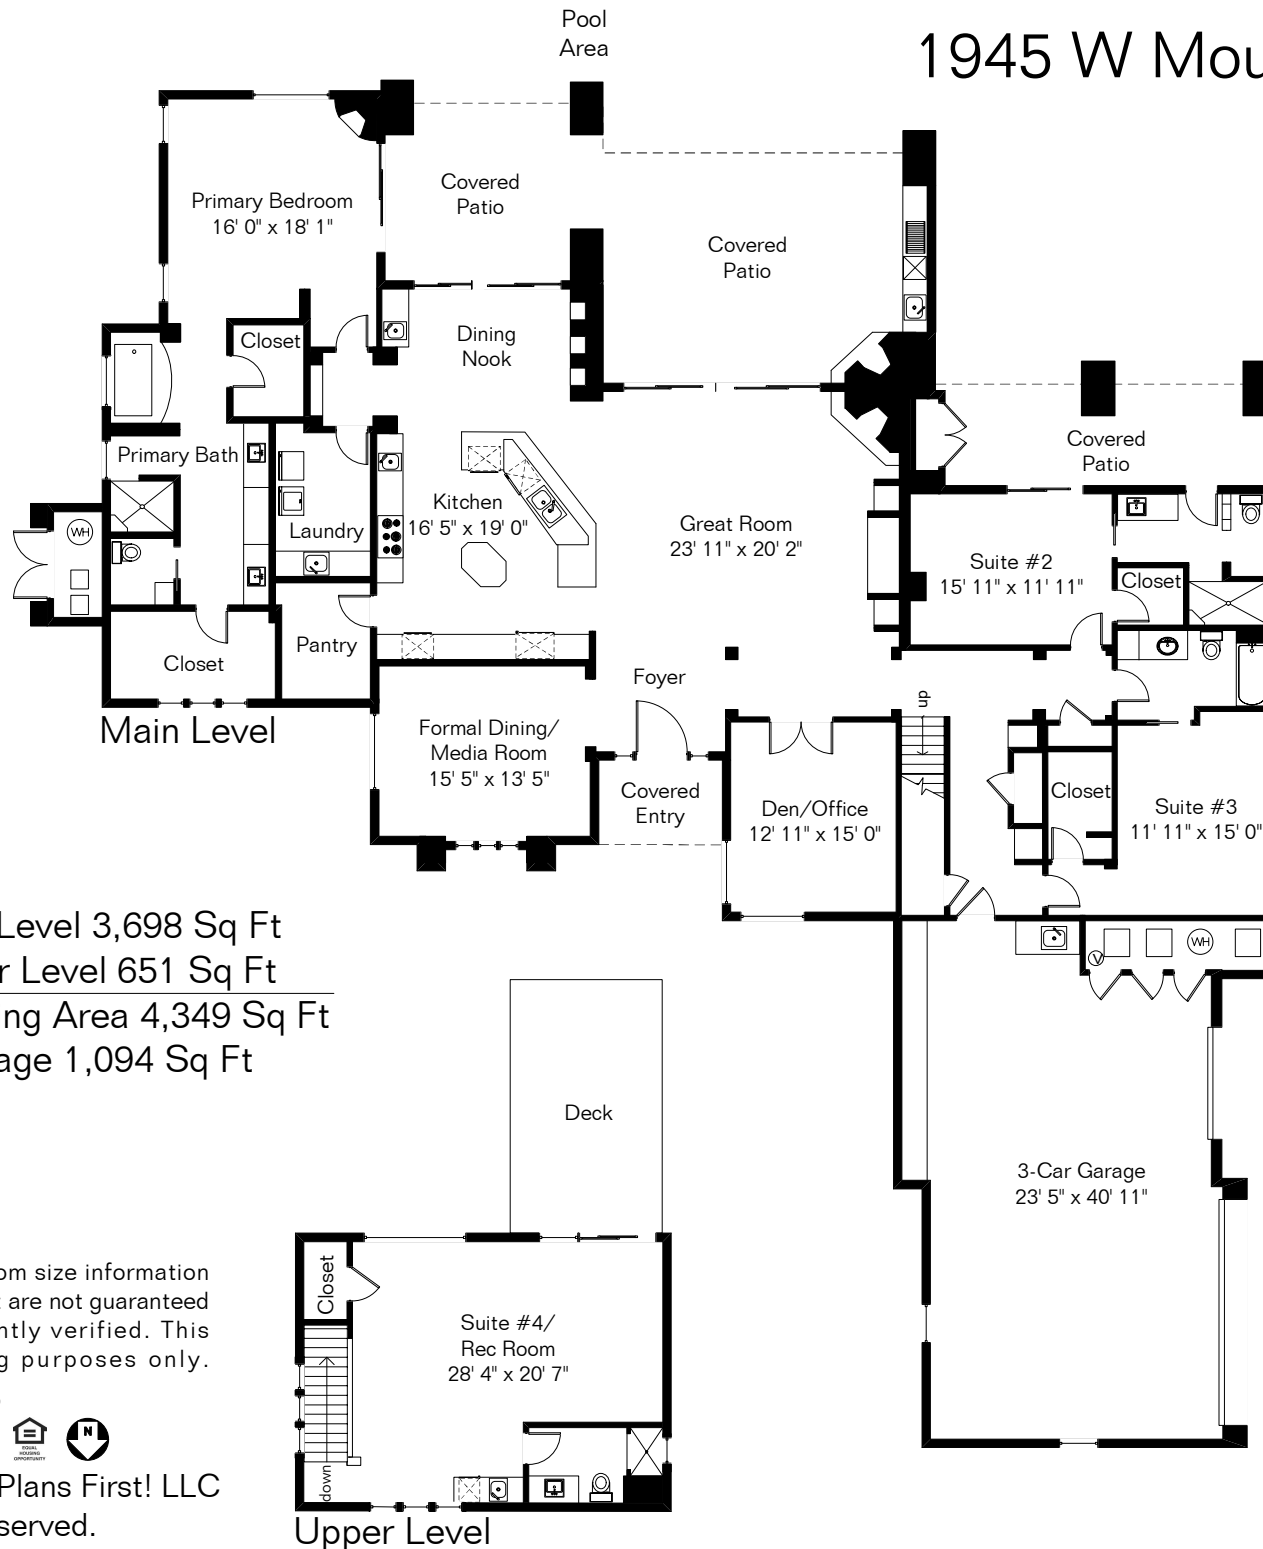 Pool
Area
1945 W Mou
Primary Bedroom
16' 0" x 18' 1"
Covered
Patio
Covered
Patio
Closet
Dining
Nook
Primary Bath
Covered
Patio
Kitchen
16' 5" x 19' 0"
Great Room
23' 11" x 20' 2"
WH
Laundry
Suite #2
15' 11" x 11' 11"
Closet
Closet
Pantry
Foyer
up
Main Level
Formal Dining/
Media Room
15' 5" x 13' 5"
Covered
Entry
Den/Office
12' 11" x 15' 0"
Closet
Suite #3
11' 11" x 15' 0"
Level 3,698 Sq Ft
r Level 651 Sq Ft
ng Area 4,349 Sq Ft
age 1,094 Sq Ft
V
WH
Deck
3-Car Garage
23' 5" x 40' 11"
Closet
Suite #4/
Rec Room
28' 4" x 20' 7"
down
Upper Level
om size information
t are not guaranteed
ntly verified. This
g purposes only.
EQUAL
HOUSING
OPPORTUNITY
N
Plans First! LLC
served.